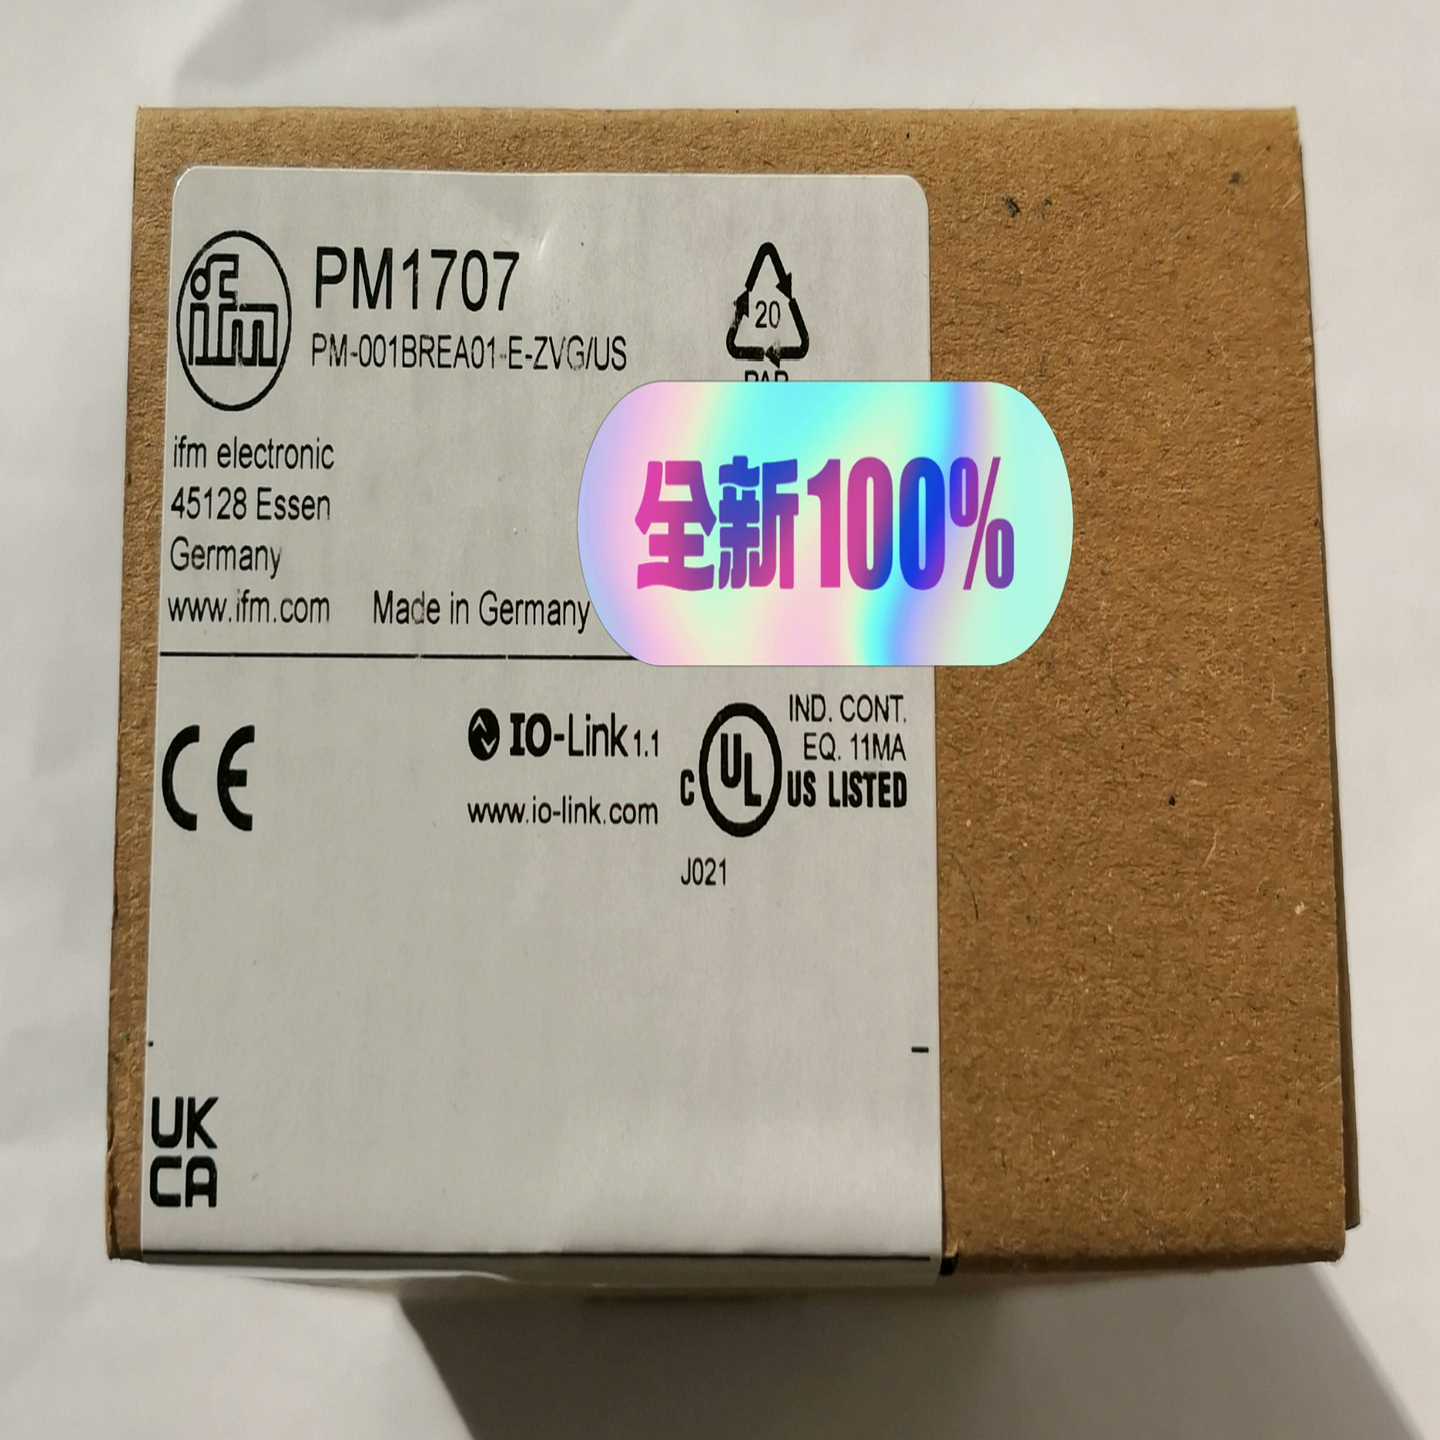 ifm
PM1707
PM-001BREA01-E-ZVG/US
20
PAP
ifm electronic
45128 Essen
Germany
www.ifm.com
Made in Germany
全新100%
CE
IO-Link 1.1
www.io-link.com
C UL US LISTED
IND. CONT.
EQ. 11MA
J021
UK
CA